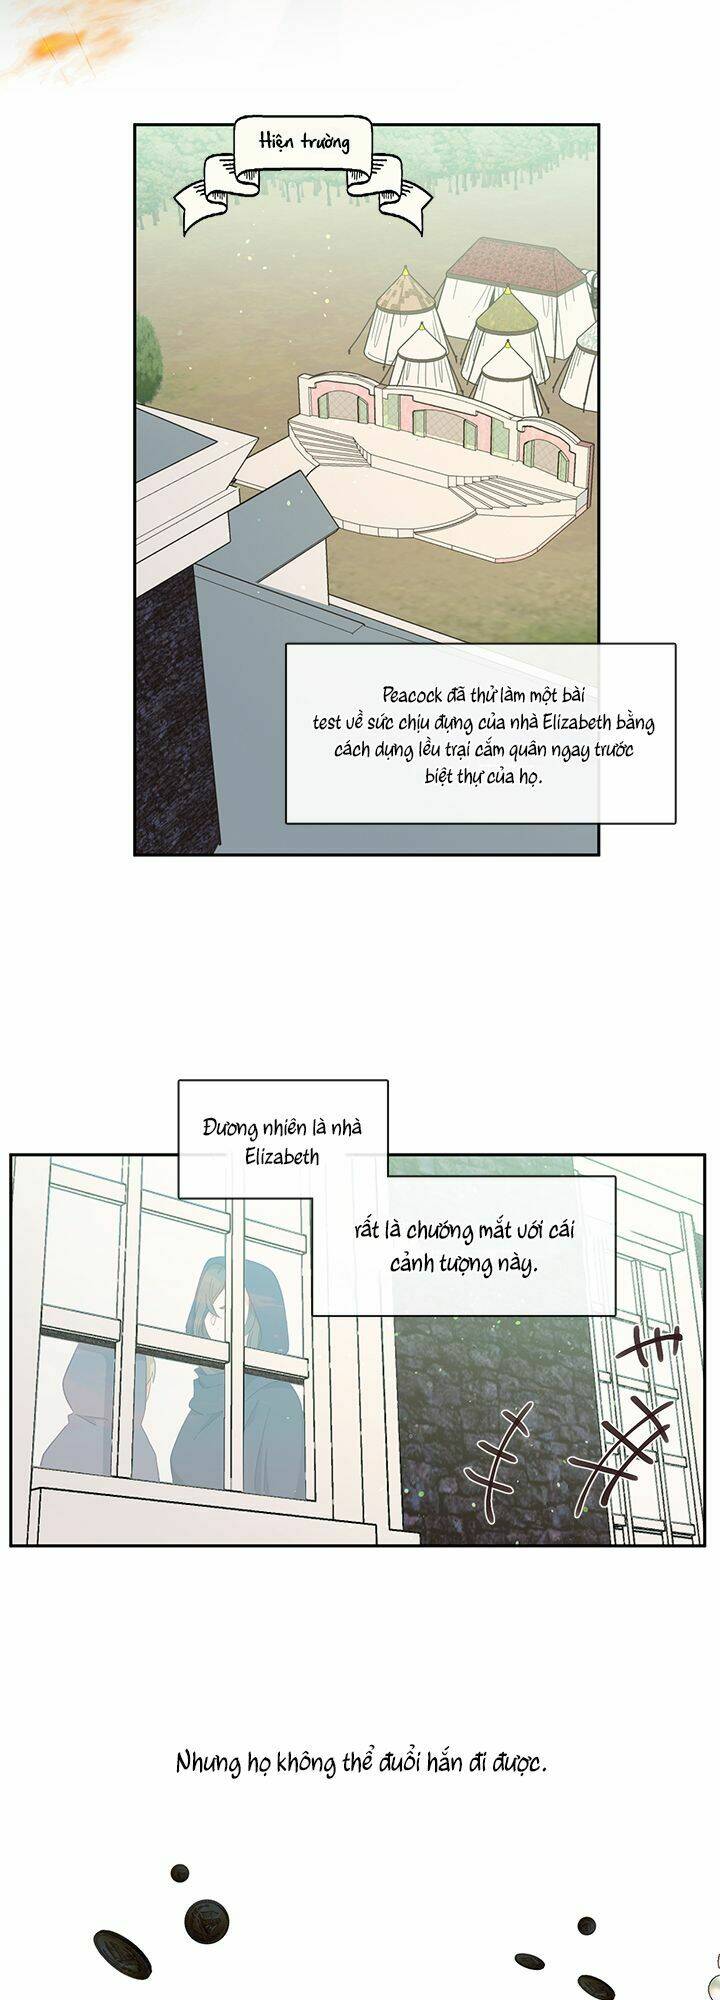 Hiện trường
Peacock đã thử làm một bài
test về sức chịu đựng của nhà Elizabeth bằng
cách dựng lều trại cắm quân ngay trước
biệt thự của họ.
Đương nhiên là nhà
Elizabeth
rất là chướng mắt với cái
cảnh tượng này.
Nhưng họ không thể đuổi hắn đi được.